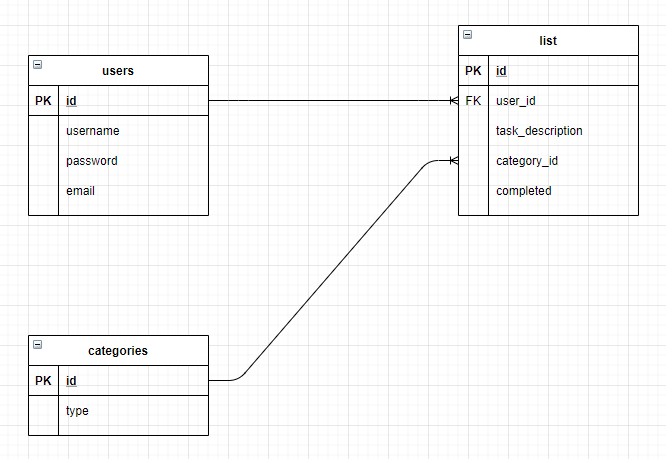 users
PK id
username
password
email
list
PK id
FK user_id
task_description
category_id
completed
categories
PK id
type